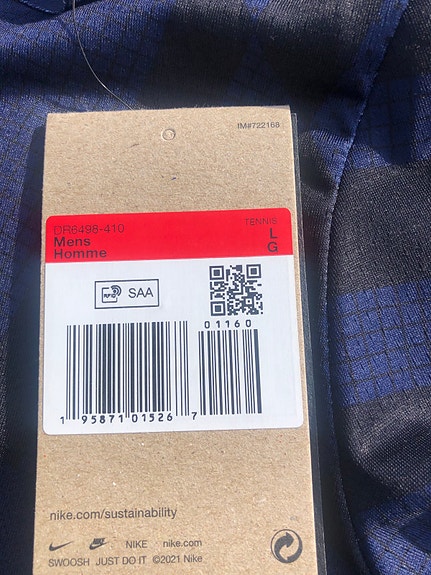 IM#722168
DR6498-410
TENNIS
Mens
L
Homme
G
RFID SAA
01160
1 95871 01526 7
nike.com/sustainability
NIKE nike.com
SWOOSH JUST DO IT ©2021 Nike